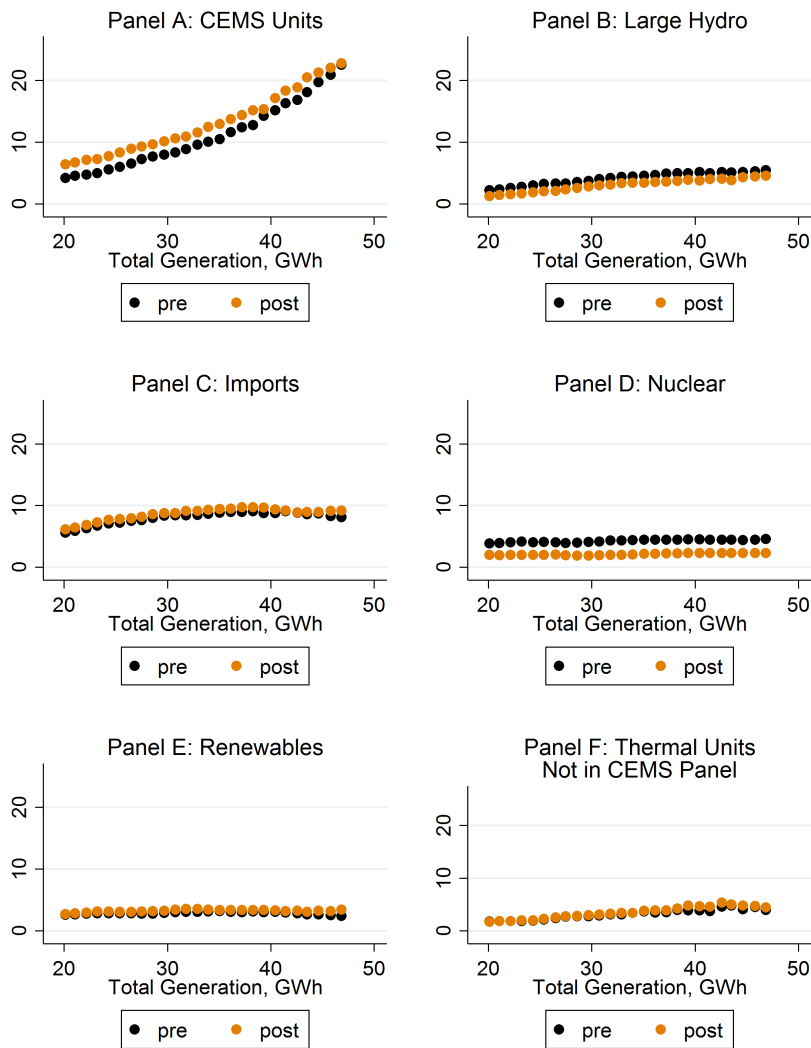 Panel A: CEMS Units
20
10
0
20 30 40 50
Total Generation, GWh
pre post
Panel B: Large Hydro
20
10
0
20 30 40 50
Total Generation, GWh
pre post
Panel C: Imports
20
10
0
20 30 40 50
Total Generation, GWh
pre post
Panel D: Nuclear
20
10
0
20 30 40 50
Total Generation, GWh
pre post
Panel E: Renewables
20
10
0
20 30 40 50
Total Generation, GWh
pre post
Panel F: Thermal Units
Not in CEMS Panel
20
10
0
20 30 40 50
Total Generation, GWh
pre post